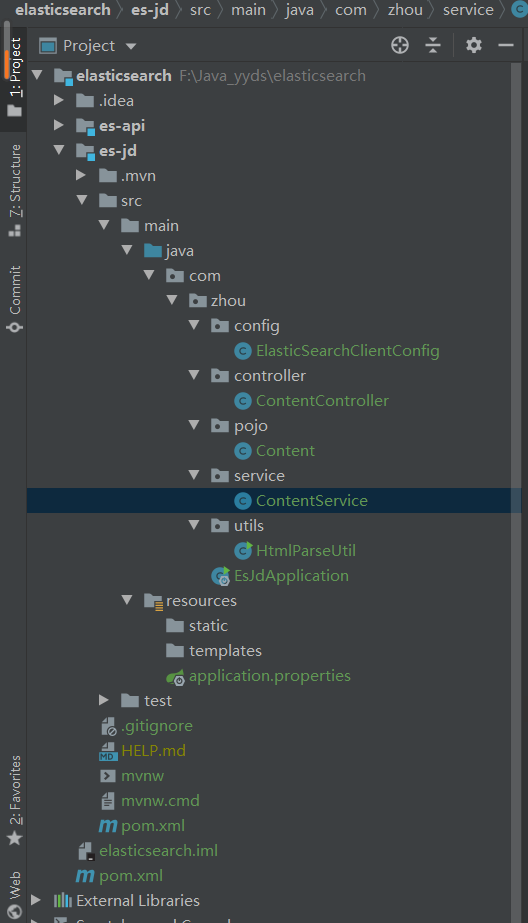 elasticsearch es-jd src main java com zhou service
Project
elasticsearch F:\Java_yyds\elasticsearch
.idea
es-api
es-jd
.mvn
src
main
java
com
zhou
config
ElasticSearchClientConfig
controller
ContentController
pojo
Content
service
ContentService
utils
HtmlParseUtil
EsJdApplication
resources
static
templates
application.properties
test
.gitignore
HELP.md
mvnw
mvnw.cmd
pom.xml
elasticsearch.iml
pom.xml
External Libraries
1: Project
7: Structure
Commit
2: Favorites
Web